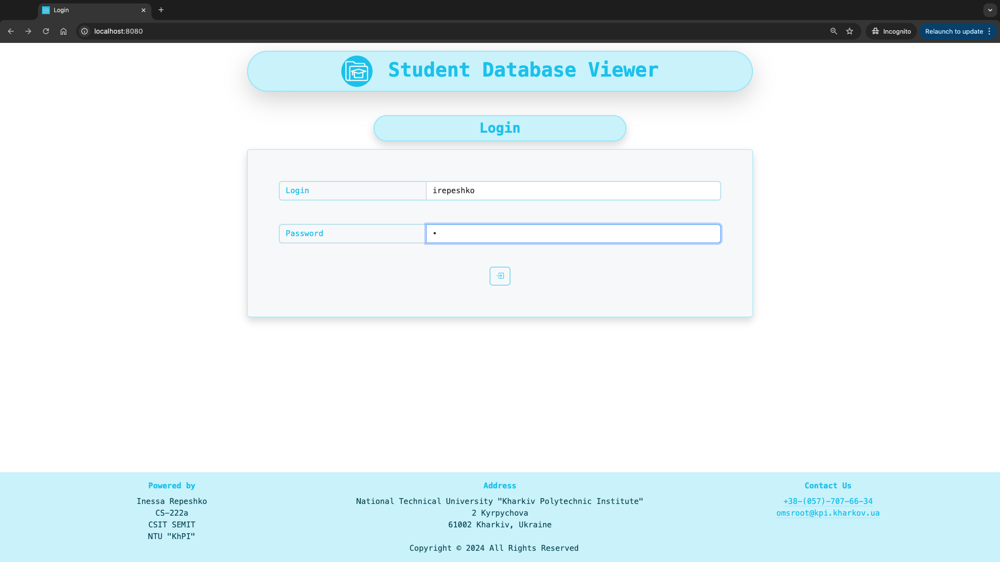 Login
localhost:8080
Incognito
Relaunch to update
Student Database Viewer
Login
Login
irepeshko
Password
•
Powered by
Inessa Repeshko
CS-222a
CSIT SEMIT
NTU "KhPI"
Address
National Technical University "Kharkiv Polytechnic Institute"
2 Kyrpychova
61002 Kharkiv, Ukraine
Copyright © 2024 All Rights Reserved
Contact Us
+38-(057)-707-66-34
omsroot@kpi.kharkov.ua